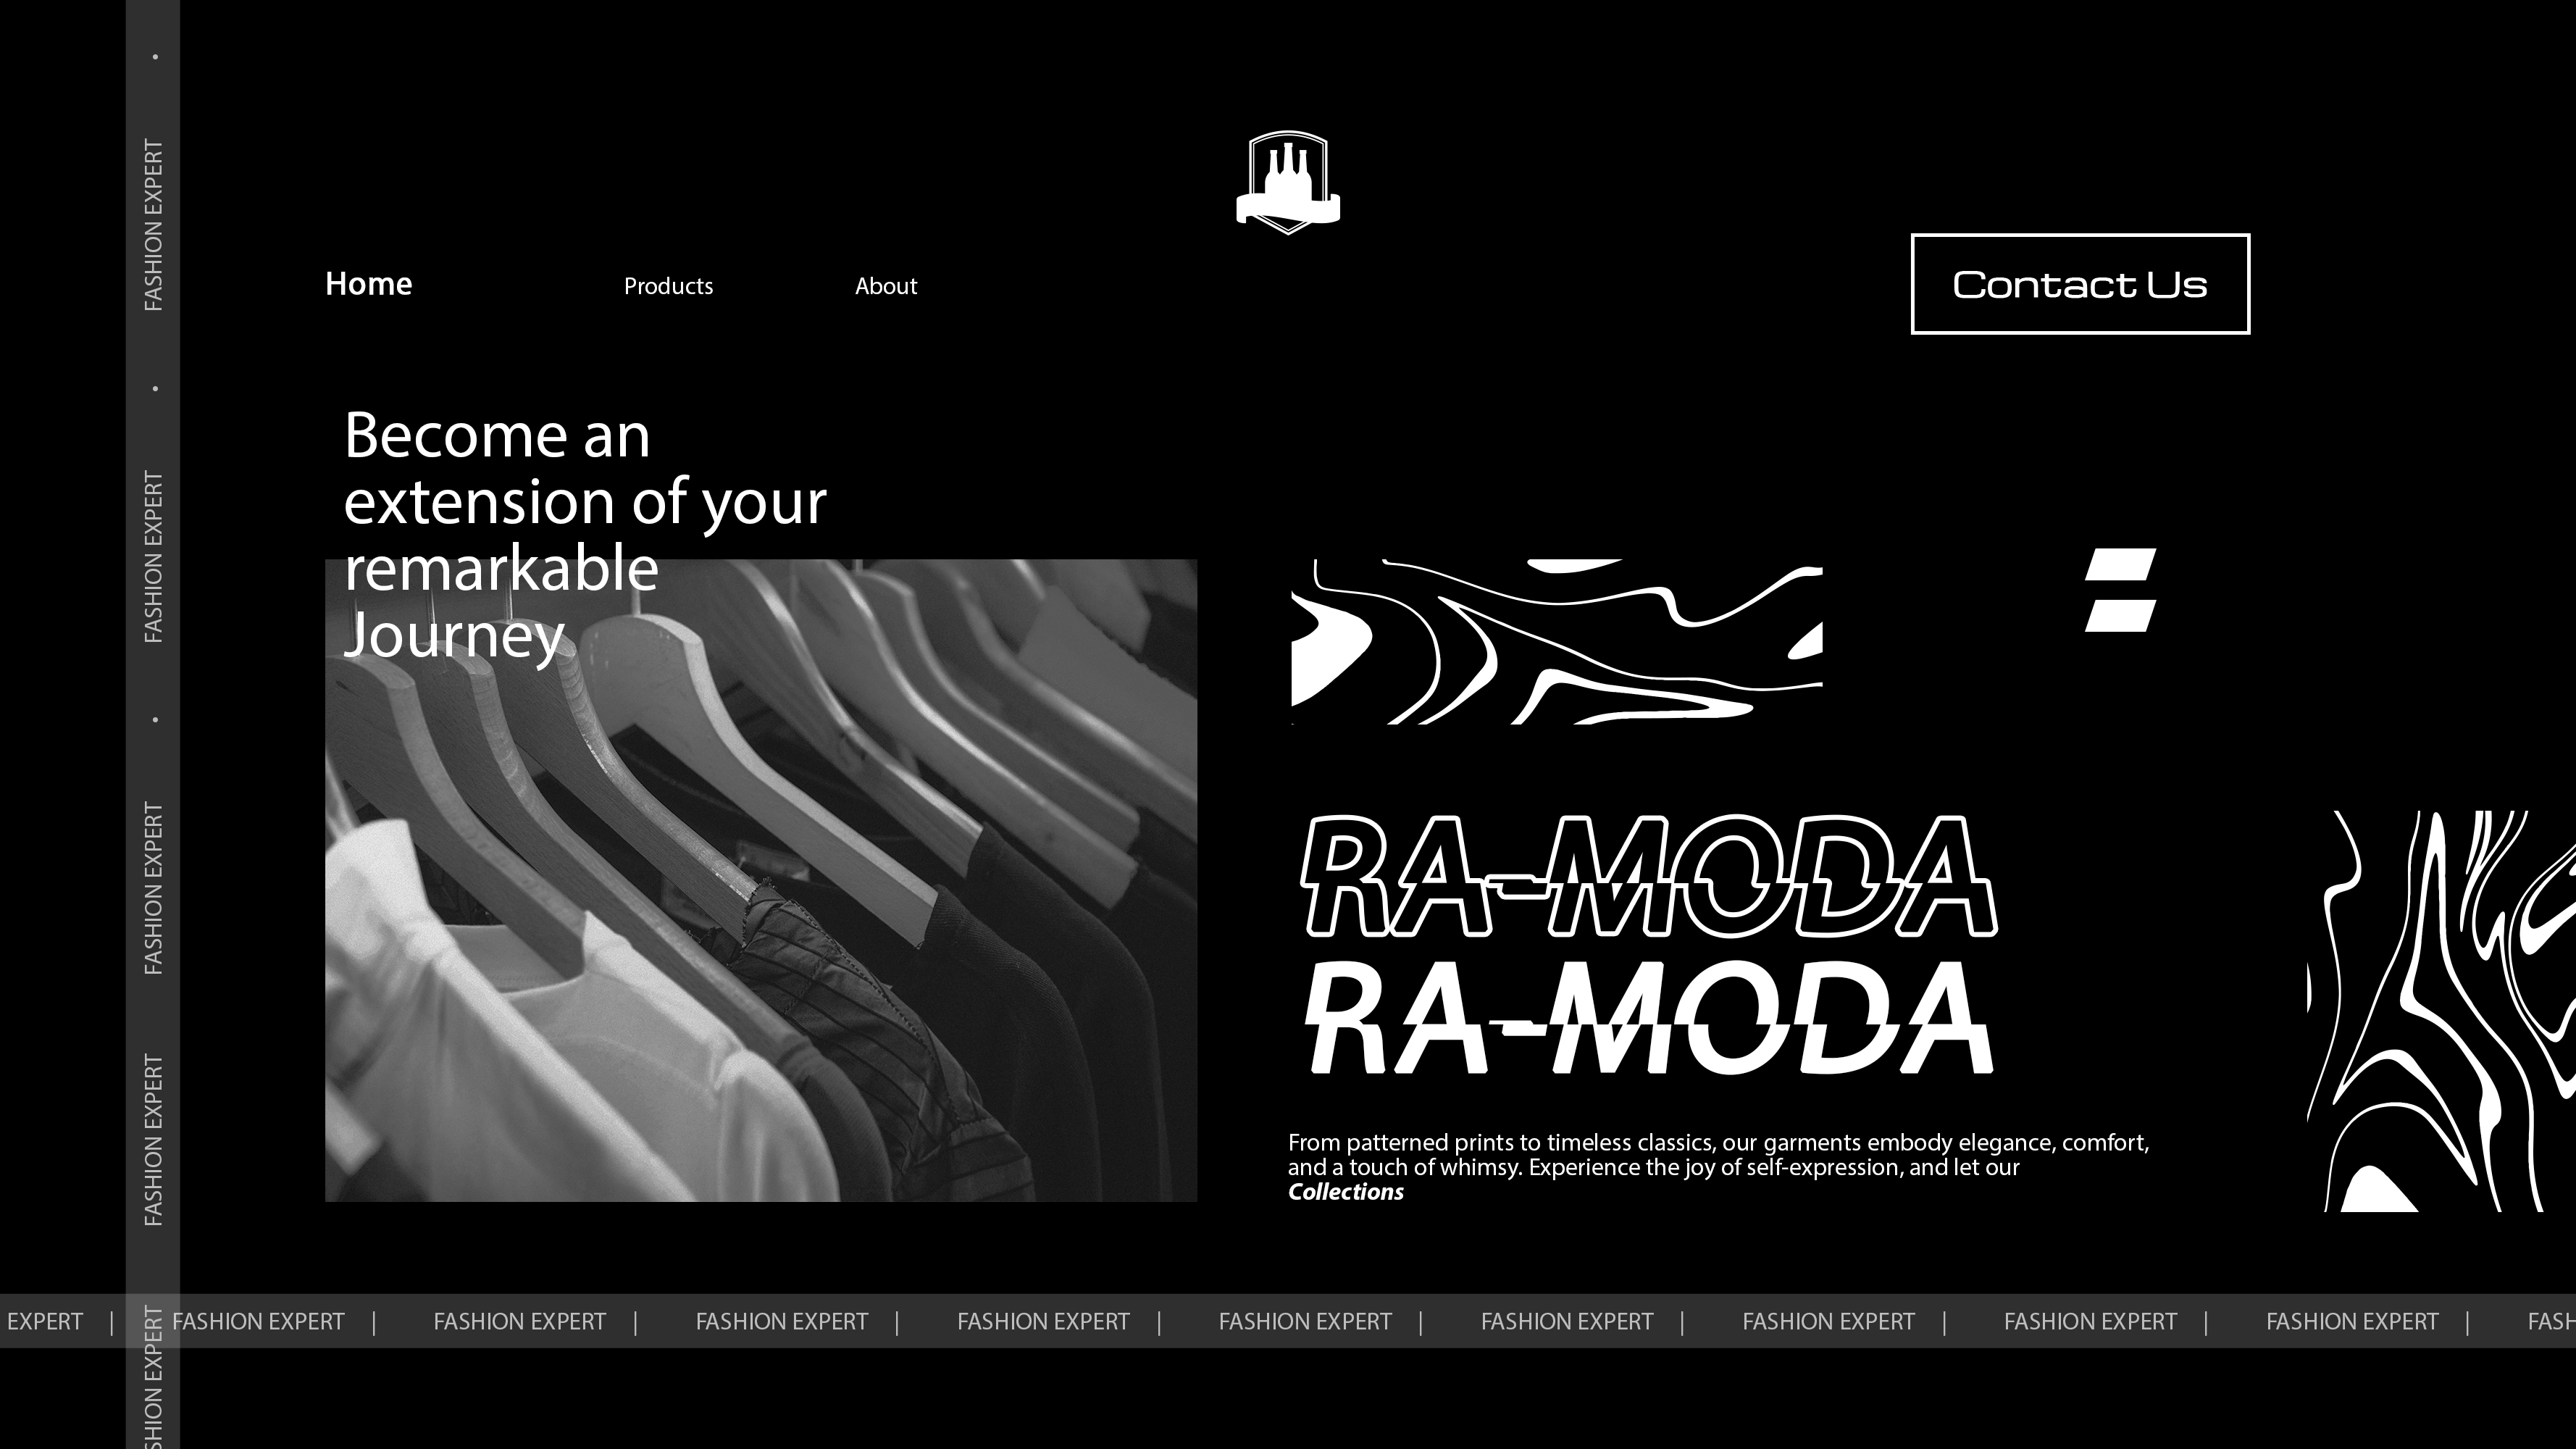 Home
Products
About
Contact Us
Become an
extension of your
remarkable
Journey
RA-MODA
RA-MODA
From patterned prints to timeless classics, our garments embody elegance, comfort,
and a touch of whimsy. Experience the joy of self-expression, and let our
Collections
FASHION EXPERT •
FASHION EXPERT •
FASHION EXPERT •
FASHION EXPERT
SHION EXPERT
EXPERT | FASHION EXPERT | FASHION EXPERT | FASHION EXPERT | FASHION EXPERT | FASHION EXPERT | FASHION EXPERT | FASHION EXPERT | FASHION EXPERT | FASHION EXPERT | FASH